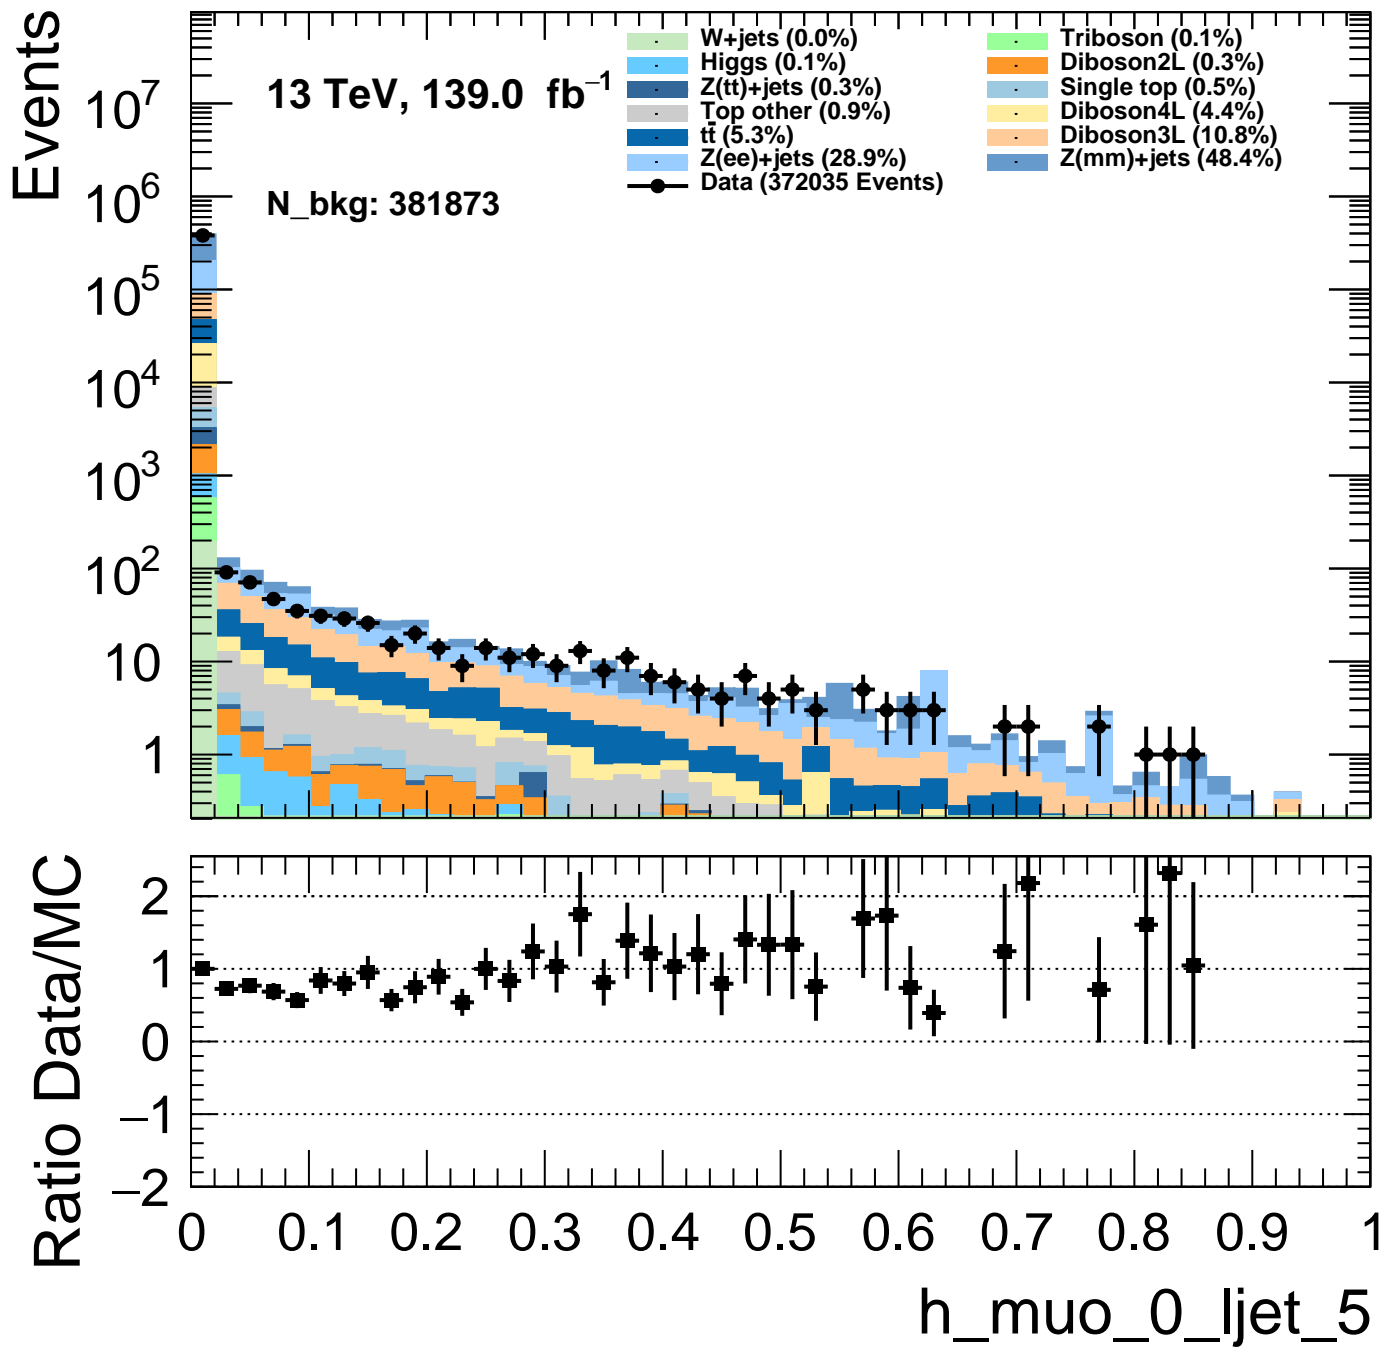 Events
13 TeV, 139.0 fb⁻¹
N_bkg: 381873
W+jets (0.0%)
Higgs (0.1%)
Z(tt)+jets (0.3%)
Top other (0.9%)
tt̄ (5.3%)
Z(ee)+jets (28.9%)
Data (372035 Events)
Triboson (0.1%)
Diboson2L (0.3%)
Single top (0.5%)
Diboson4L (4.4%)
Diboson3L (10.8%)
Z(mm)+jets (48.4%)
10⁷
10⁶
10⁵
10⁴
10³
10²
10
1
Ratio Data/MC
2
1
0
−1
−2
0 0.1 0.2 0.3 0.4 0.5 0.6 0.7 0.8 0.9 1
h_muo_0_ljet_5